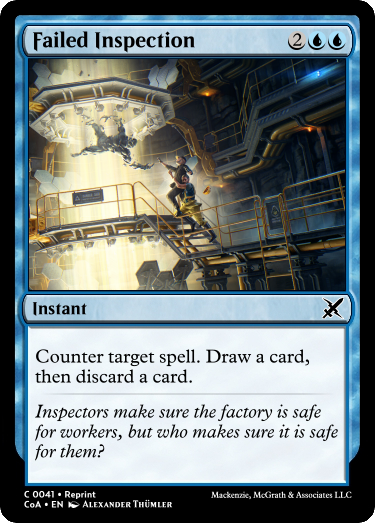 Failed Inspection 2
Instant
Counter target spell. Draw a card,
then discard a card.
Inspectors make sure the factory is safe
for workers, but who makes sure it is safe
for them?
C 0041 • Reprint
CoA • EN Alexander Thümler
Mackenzie, McGrath & Associates LLC